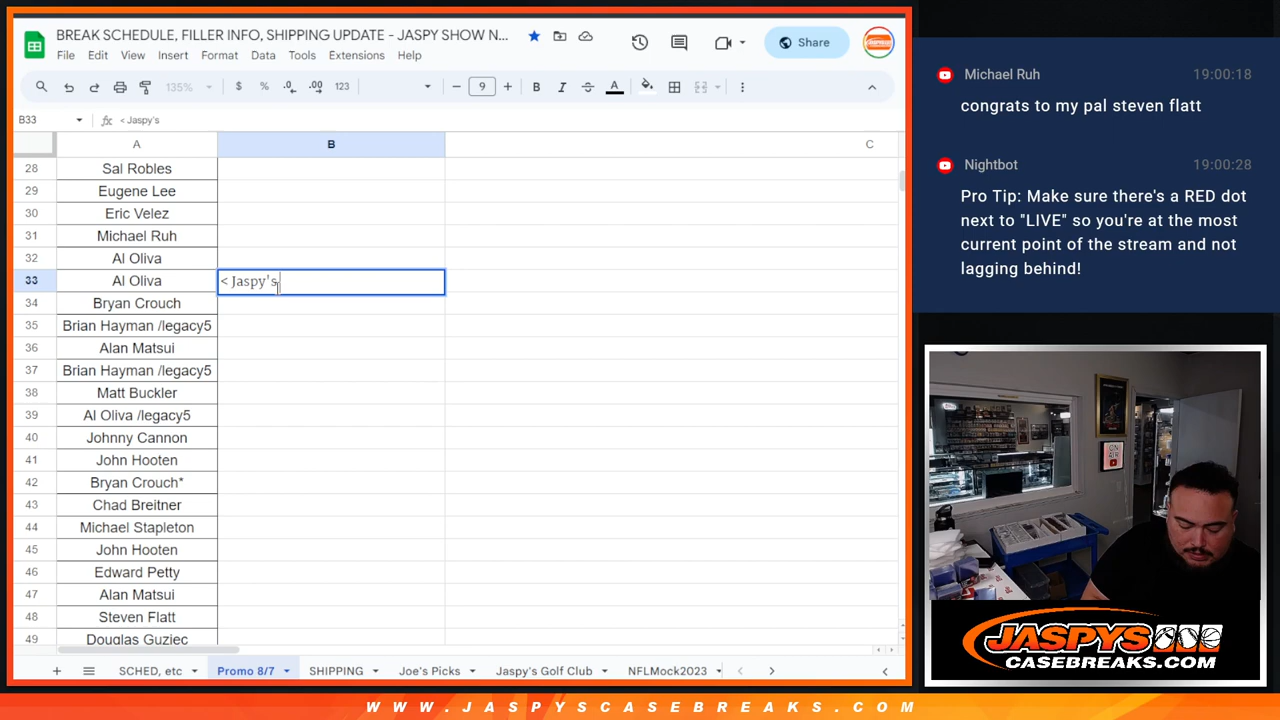 BREAK SCHEDULE, FILLER INFO, SHIPPING UPDATE - JASPY SHOW N...
File Edit View Insert Format Data Tools Extensions Help
Share
135% $ % .0 .00 123 9 B I S A
B33 fx < Jaspy's
A B C
28 Sal Robles
29 Eugene Lee
30 Eric Velez
31 Michael Ruh
32 Al Oliva
33 Al Oliva < Jaspy's
34 Bryan Crouch
35 Brian Hayman /legacy5
36 Alan Matsui
37 Brian Hayman /legacy5
38 Matt Buckler
39 Al Oliva /legacy5
40 Johnny Cannon
41 John Hooten
42 Bryan Crouch*
43 Chad Breitner
44 Michael Stapleton
45 John Hooten
46 Edward Petty
47 Alan Matsui
48 Steven Flatt
49 Douglas Guziec
SCHED, etc Promo 8/7 SHIPPING Joe's Picks Jaspy's Golf Club NFLMock2023
Michael Ruh 19:00:18
congrats to my pal steven flatt
Nightbot 19:00:28
Pro Tip: Make sure there's a RED dot
next to "LIVE" so you're at the most
current point of the stream and not
lagging behind!
ON AIR
JASPYS
CASEBREAKS.COM
WWW.JASPYSCASEBREAKS.COM